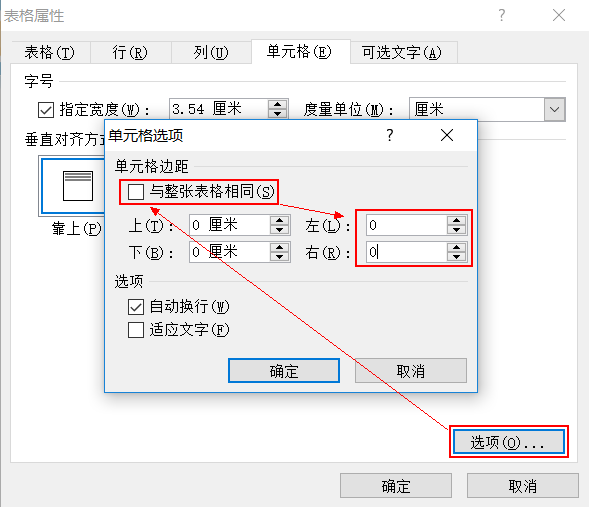 表格属性
表格(T) 行(R) 列(U) 单元格(E) 可选文字(A)
字号
指定宽度(W): 3.54 厘米 度量单位(M): 厘米
垂直对齐方式
靠上(P)
单元格选项
单元格边距
与整张表格相同(S)
上(T): 0 厘米 左(L): 0
下(B): 0 厘米 右(R): 0
选项
自动换行(W)
适应文字(F)
确定 取消
选项(O)...
确定 取消